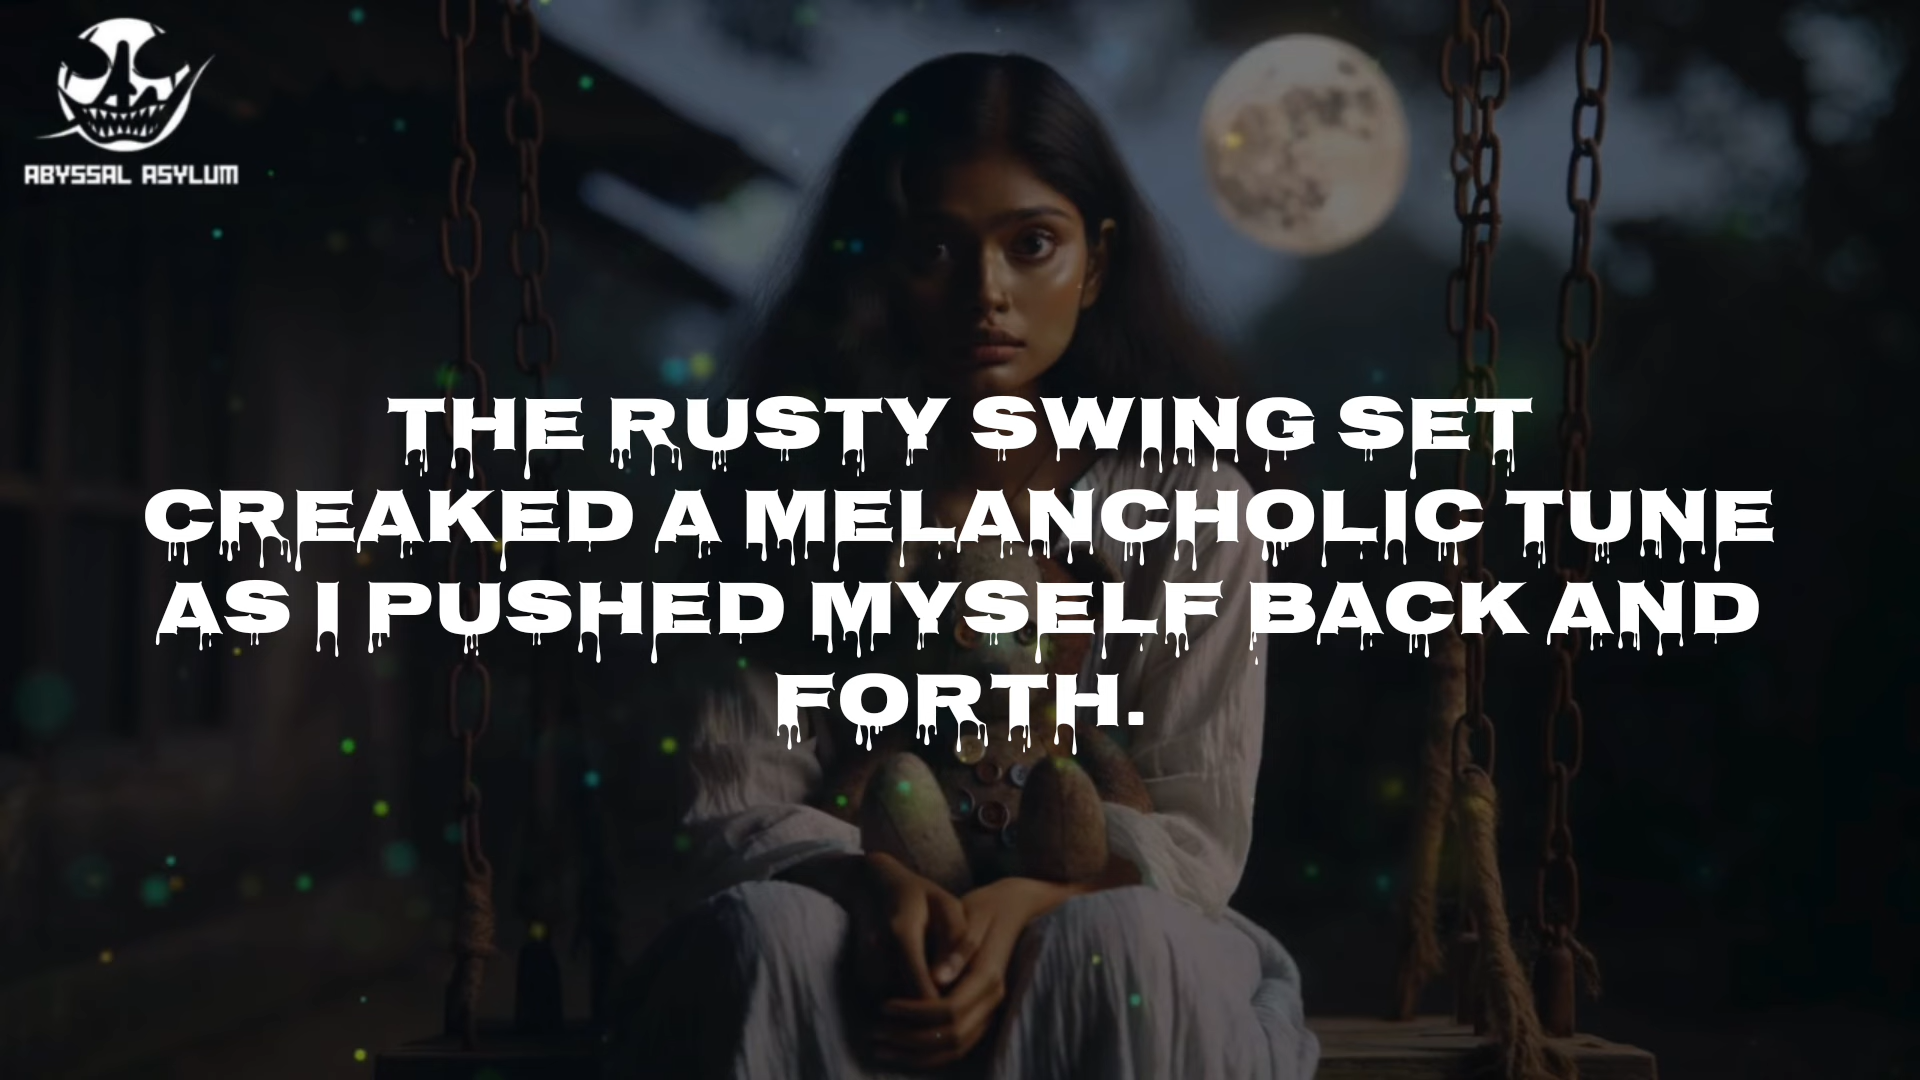 ABYSSAL ASYLUM
THE RUSTY SWING SET
CREAKED A MELANCHOLIC TUNE
AS I PUSHED MYSELF BACK AND
FORTH.